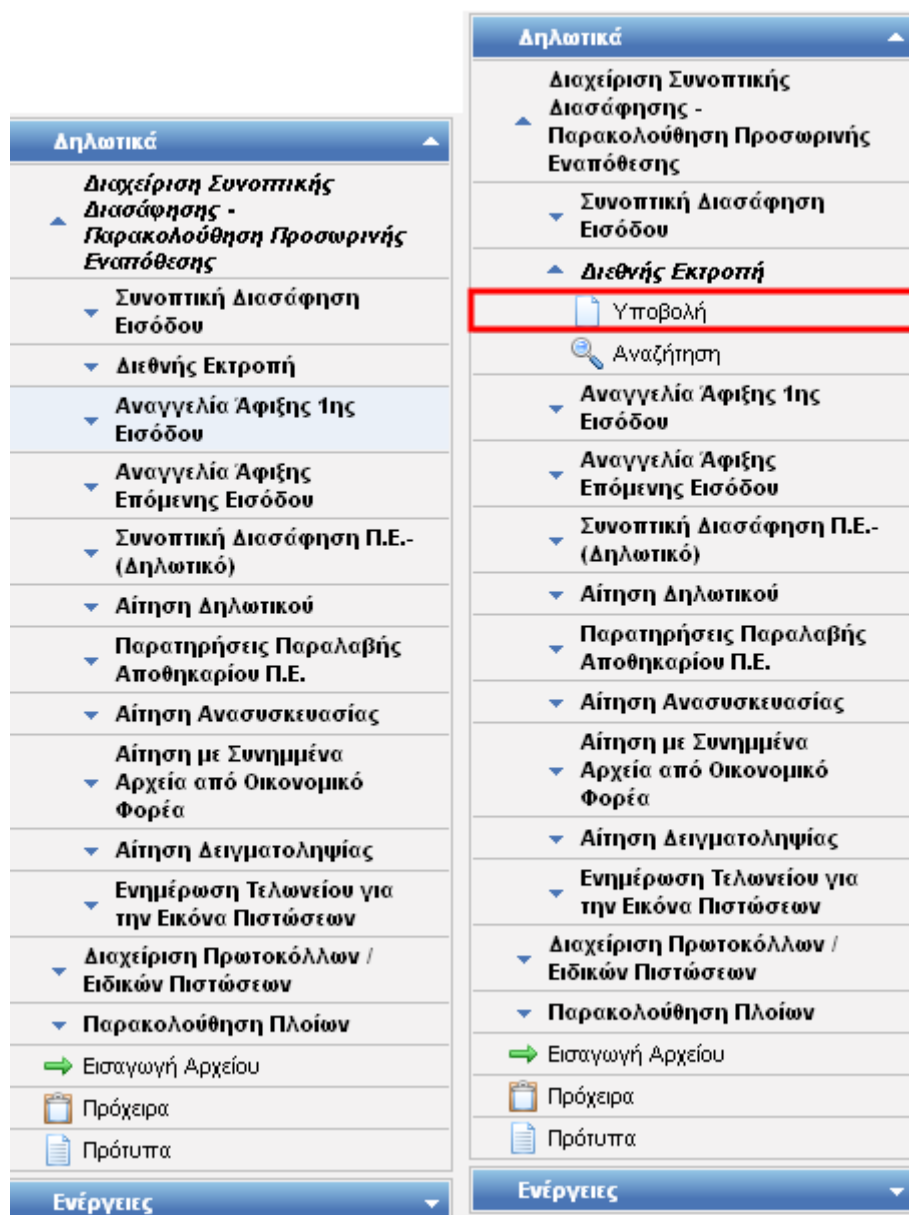 Δηλωτικά
Διαχείριση Συνοπτικής
Διασάφησης -
Παρακολούθηση Προσωρινής
Εναπόθεσης
Συνοπτική Διασάφηση
Εισόδου
Διεθνής Εκτροπή
Αναγγελία Άφιξης 1ης
Εισόδου
Αναγγελία Άφιξης
Επόμενης Εισόδου
Συνοπτική Διασάφηση Π.Ε.-
(Δηλωτικό)
Αίτηση Δηλωτικού
Παρατηρήσεις Παραλαβής
Αποθηκαρίου Π.Ε.
Αίτηση Ανασυσκευασίας
Αίτηση με Συνημμένα
Αρχεία από Οικονομικό
Φορέα
Αίτηση Δειγματοληψίας
Ενημέρωση Τελωνείου για
την Εικόνα Πιστώσεων
Διαχείριση Πρωτοκόλλων /
Ειδικών Πιστώσεων
Παρακολούθηση Πλοίων
Εισαγωγή Αρχείου
Πρόχειρα
Πρότυπα
Ενέργειες
Δηλωτικά
Διαχείριση Συνοπτικής
Διασάφησης -
Παρακολούθηση Προσωρινής
Εναπόθεσης
Συνοπτική Διασάφηση
Εισόδου
Διεθνής Εκτροπή
Υποβολή
Αναζήτηση
Αναγγελία Άφιξης 1ης
Εισόδου
Αναγγελία Άφιξης
Επόμενης Εισόδου
Συνοπτική Διασάφηση Π.Ε.-
(Δηλωτικό)
Αίτηση Δηλωτικού
Παρατηρήσεις Παραλαβής
Αποθηκαρίου Π.Ε.
Αίτηση Ανασυσκευασίας
Αίτηση με Συνημμένα
Αρχεία από Οικονομικό
Φορέα
Αίτηση Δειγματοληψίας
Ενημέρωση Τελωνείου για
την Εικόνα Πιστώσεων
Διαχείριση Πρωτοκόλλων /
Ειδικών Πιστώσεων
Παρακολούθηση Πλοίων
Εισαγωγή Αρχείου
Πρόχειρα
Πρότυπα
Ενέργειες